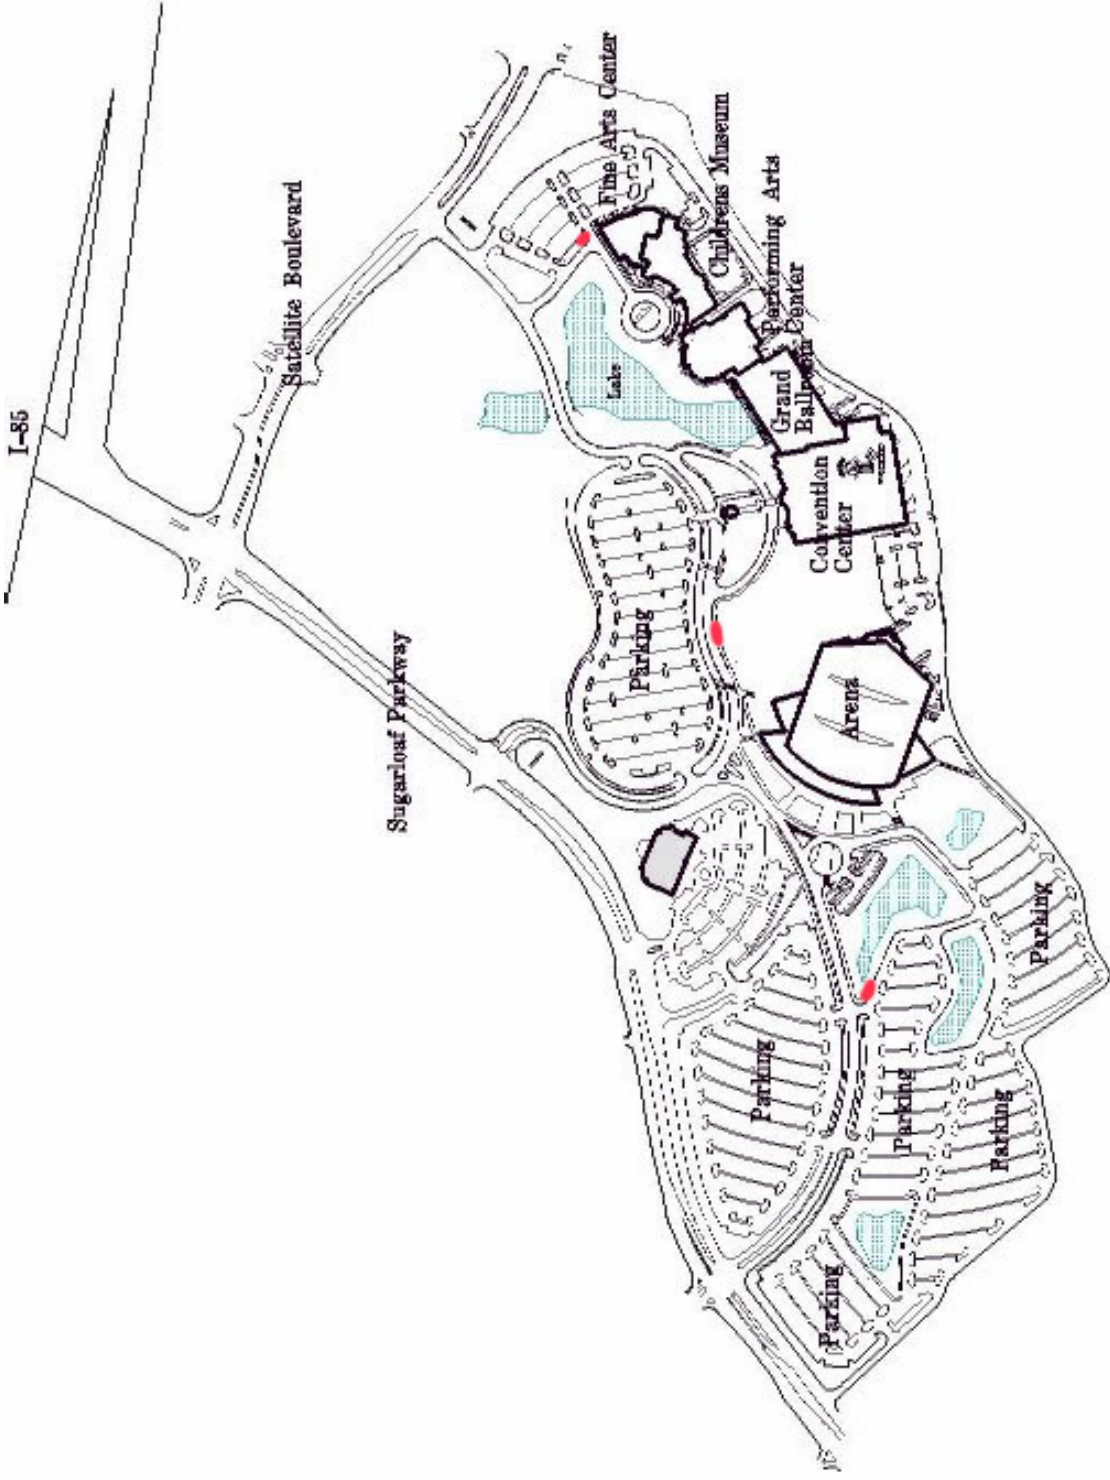 I-85
Satellite Boulevard
Sugarloaf Parkway
Fine Arts Center
Childrens Museum
Performing Arts
Center
Lake
Grand
Ballroom
Convention
Center
Parking
Arena
Parking
Parking
Parking
Parking
Parking